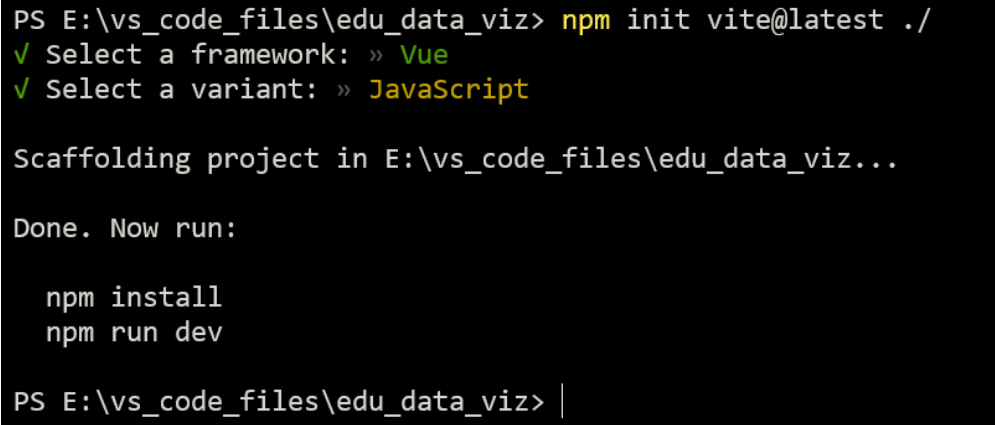 PS E:\vs_code_files\edu_data_viz> npm init vite@latest ./
√ Select a framework: » Vue
√ Select a variant: » JavaScript
Scaffolding project in E:\vs_code_files\edu_data_viz...
Done. Now run:
npm install
npm run dev
PS E:\vs_code_files\edu_data_viz>